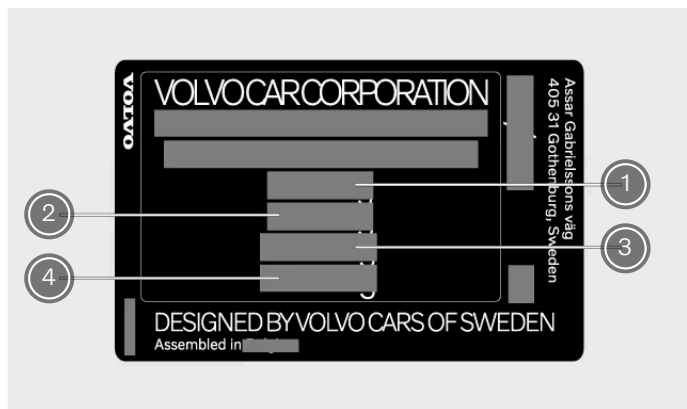 VOLVO
VOLVO CAR CORPORATION
Assar Gabrielssons väg
405 31 Gothenburg, Sweden
1
2
3
4
DESIGNED BY VOLVO CARS OF SWEDEN
Assembled in